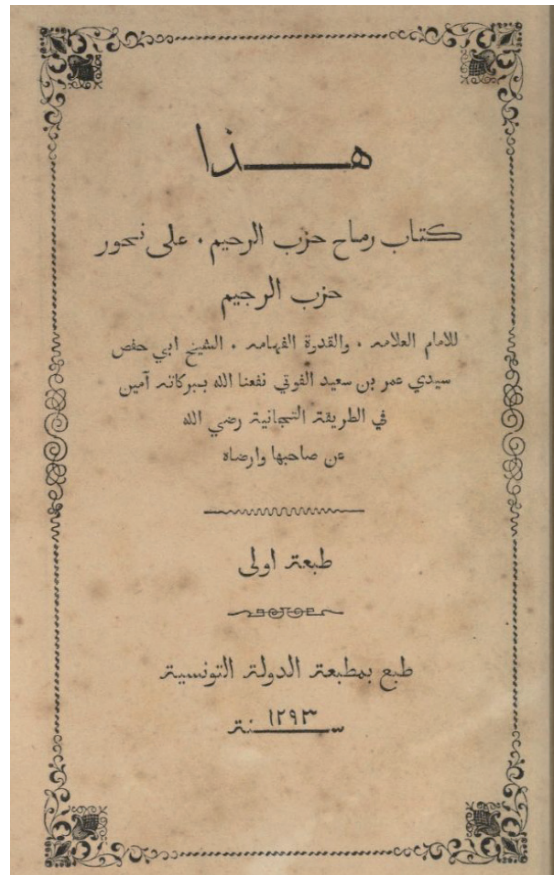 هذا
كتاب رماح حزب الرحيم • على نحور
حزب الرجيم
للامام العلامه • والقدوة الفهامه • الشيخ ابي حفص
سيدي عمر بن سعيد الفوتي نفعنا الله ببركاته آمين
في الطريقة التجانية رضي الله
عن صاحبها وارضاه
طبعة اولى
طبع بمطبعة الدولة التونسية
سنة ١٢٩٣